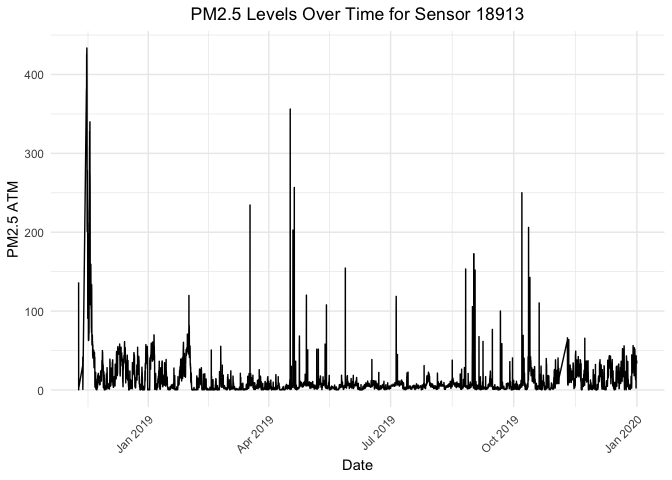 PM2.5 Levels Over Time for Sensor 18913
PM2.5 ATM
400
300
200
100
0
Jan 2019
Apr 2019
Jul 2019
Oct 2019
Jan 2020
Date